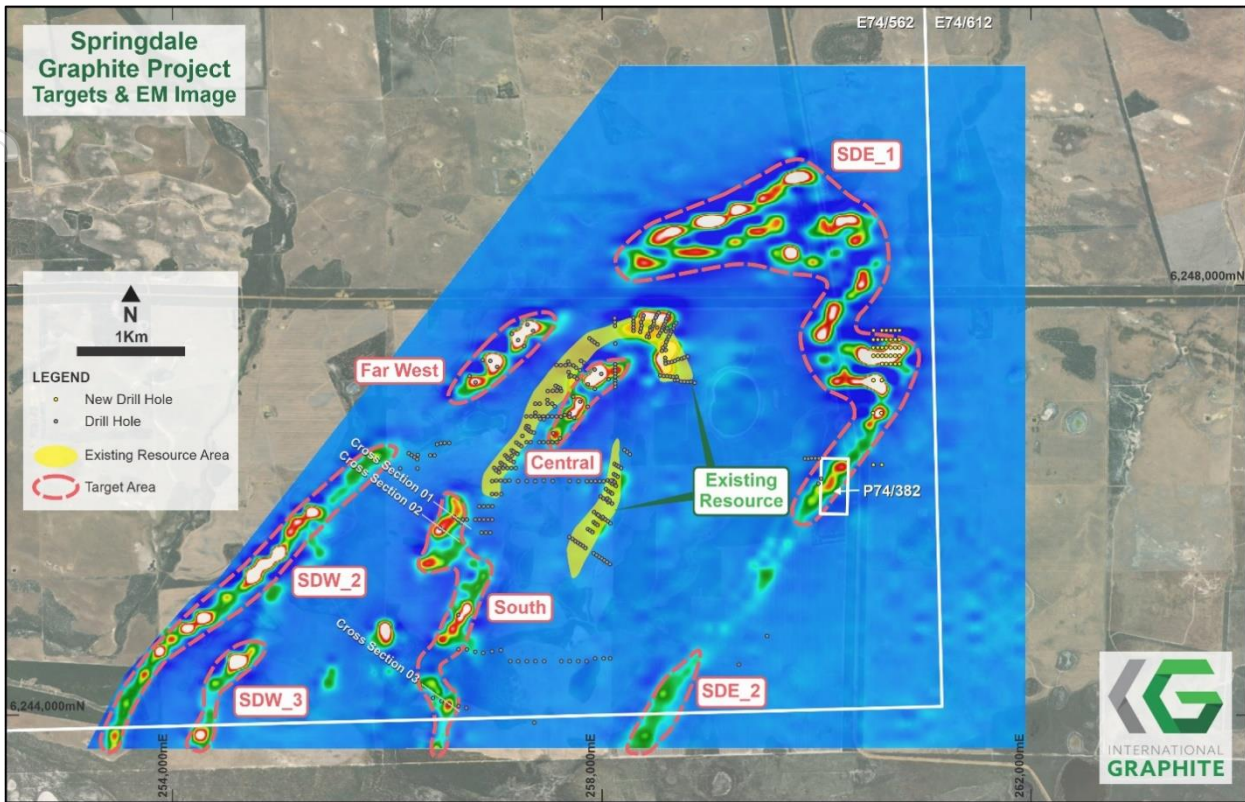 Springdale
Graphite Project
Targets & EM Image
E74/562
E74/612
SDE_1
6,248,000mN
N
1Km
LEGEND
New Drill Hole
Drill Hole
Existing Resource Area
Target Area
Far West
Central
Cross Section 01
Cross Section 02
Existing
Resource
P74/382
SDW_2
South
Cross Section 03
SDW_3
SDE_2
6,244,000mN
254,000mE
258,000mE
262,000mE
INTERNATIONAL
GRAPHITE